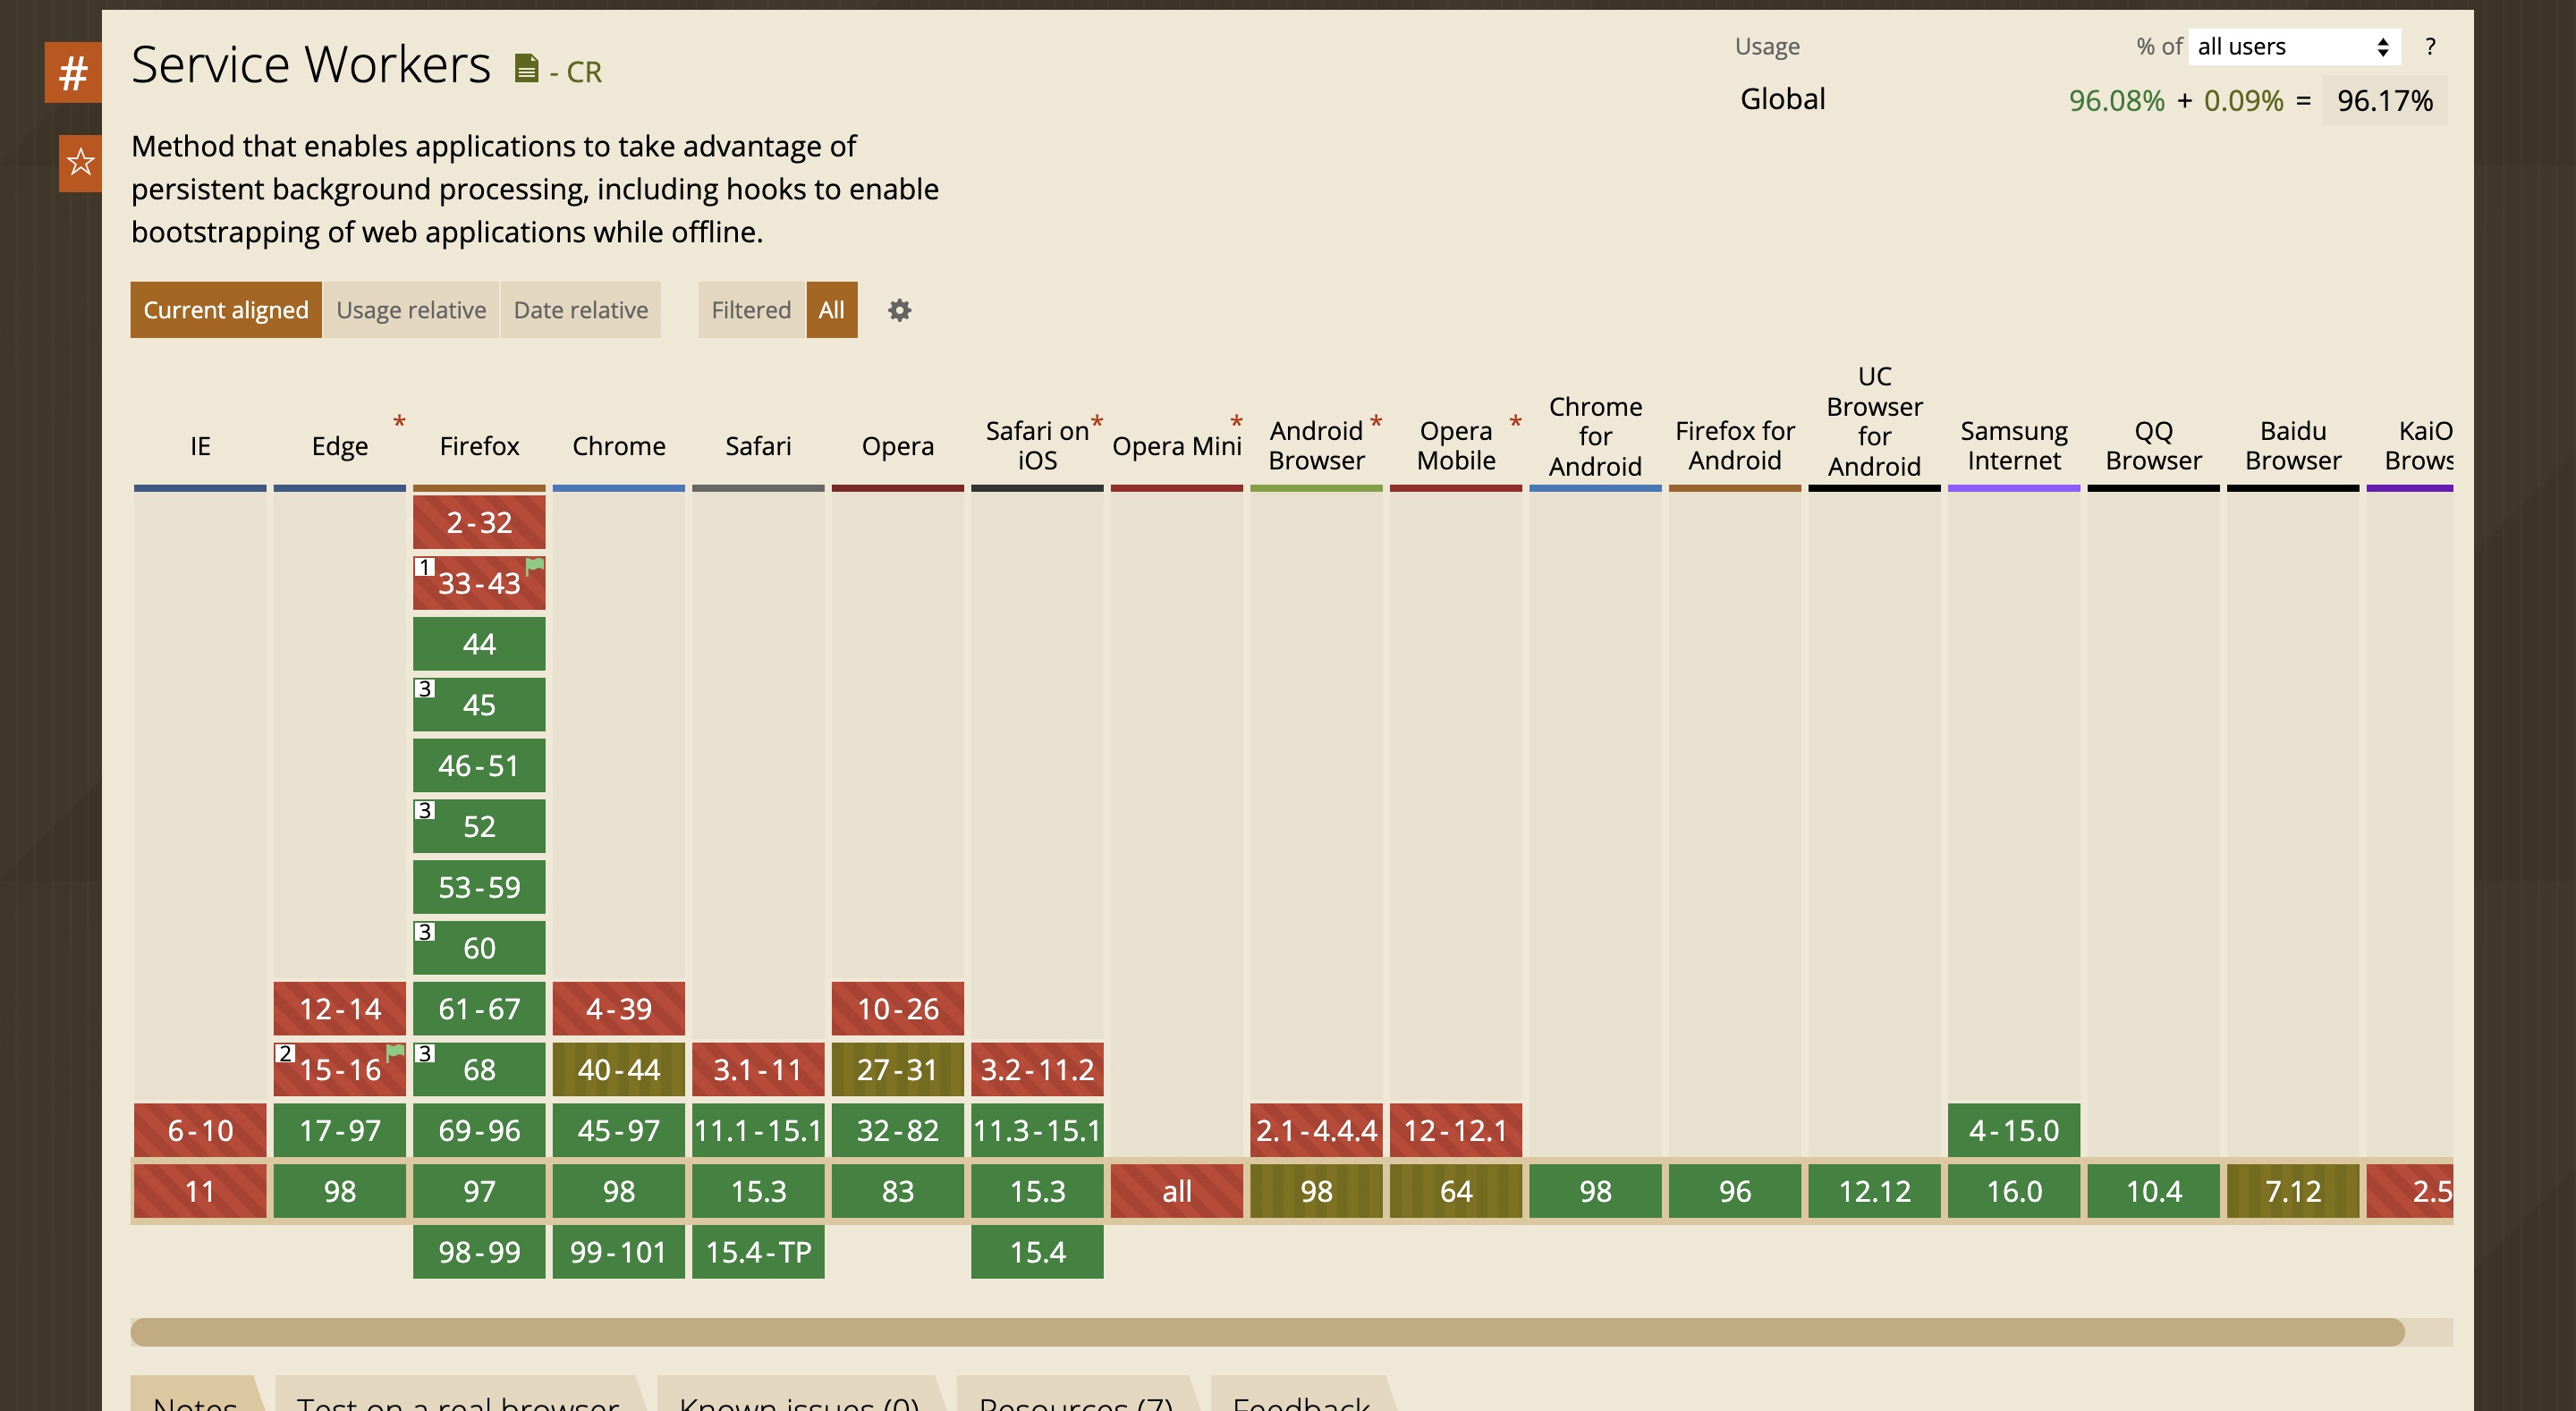 #
Service Workers - CR
Usage % of all users ?
Global 96.08% + 0.09% = 96.17%
Method that enables applications to take advantage of
persistent background processing, including hooks to enable
bootstrapping of web applications while offline.
Current aligned Usage relative Date relative Filtered All
IE
Edge *
Firefox
Chrome
Safari
Opera
Safari on *
iOS
Opera Mini *
Android *
Browser
Opera *
Mobile
Chrome
for
Android
Firefox for
Android
UC
Browser
for
Android
Samsung
Internet
QQ
Browser
Baidu
Browser
KaiO
Brows
2-32
1 33-43
44
3 45
46-51
3 52
53-59
3 60
12-14 61-67 4-39 10-26
2 15-16 3 68 40-44 3.1-11 27-31 3.2-11.2
6-10 17-97 69-96 45-97 11.1-15.1 32-82 11.3-15.1 2.1-4.4.4 12-12.1 4-15.0
11 98 97 98 15.3 83 15.3 all 98 64 98 96 12.12 16.0 10.4 7.12 2.5
98-99 99-101 15.4-TP 15.4
Notes Test on a real browser Known issues (0) Resources (7) Feedback